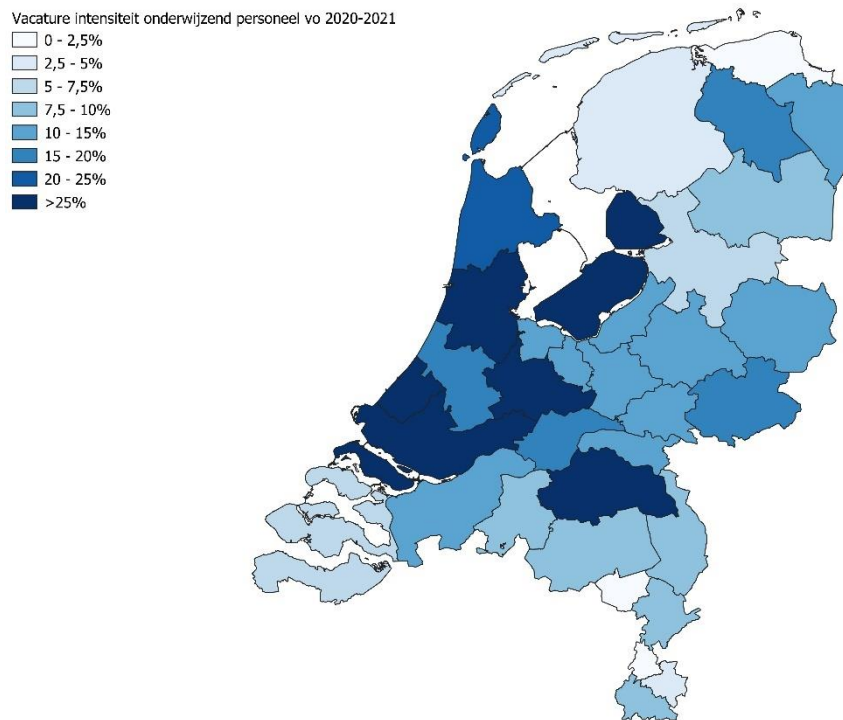 Vacature intensiteit onderwijzend personeel vo 2020-2021
0 - 2,5%
2,5 - 5%
5 - 7,5%
7,5 - 10%
10 - 15%
15 - 20%
20 - 25%
>25%